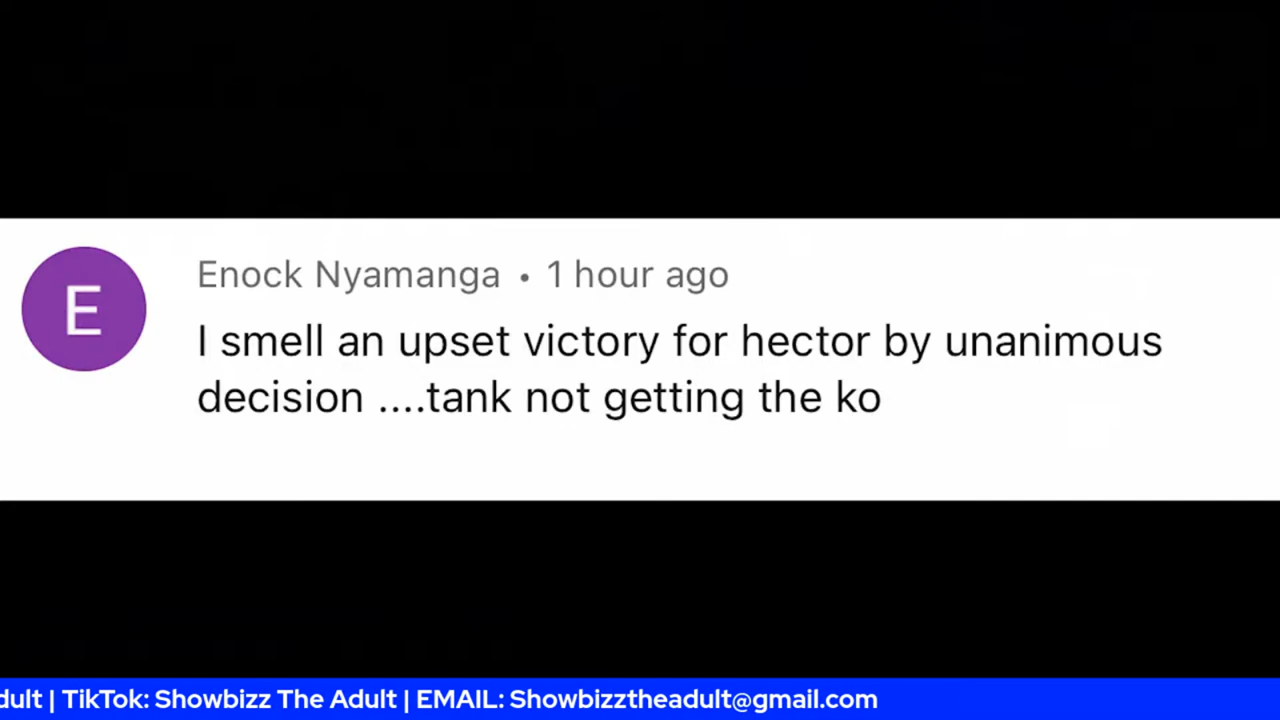 E
Enock Nyamanga • 1 hour ago
I smell an upset victory for hector by unanimous
decision ....tank not getting the ko
dult | TikTok: Showbizz The Adult | EMAIL: Showbizztheadult@gmail.com